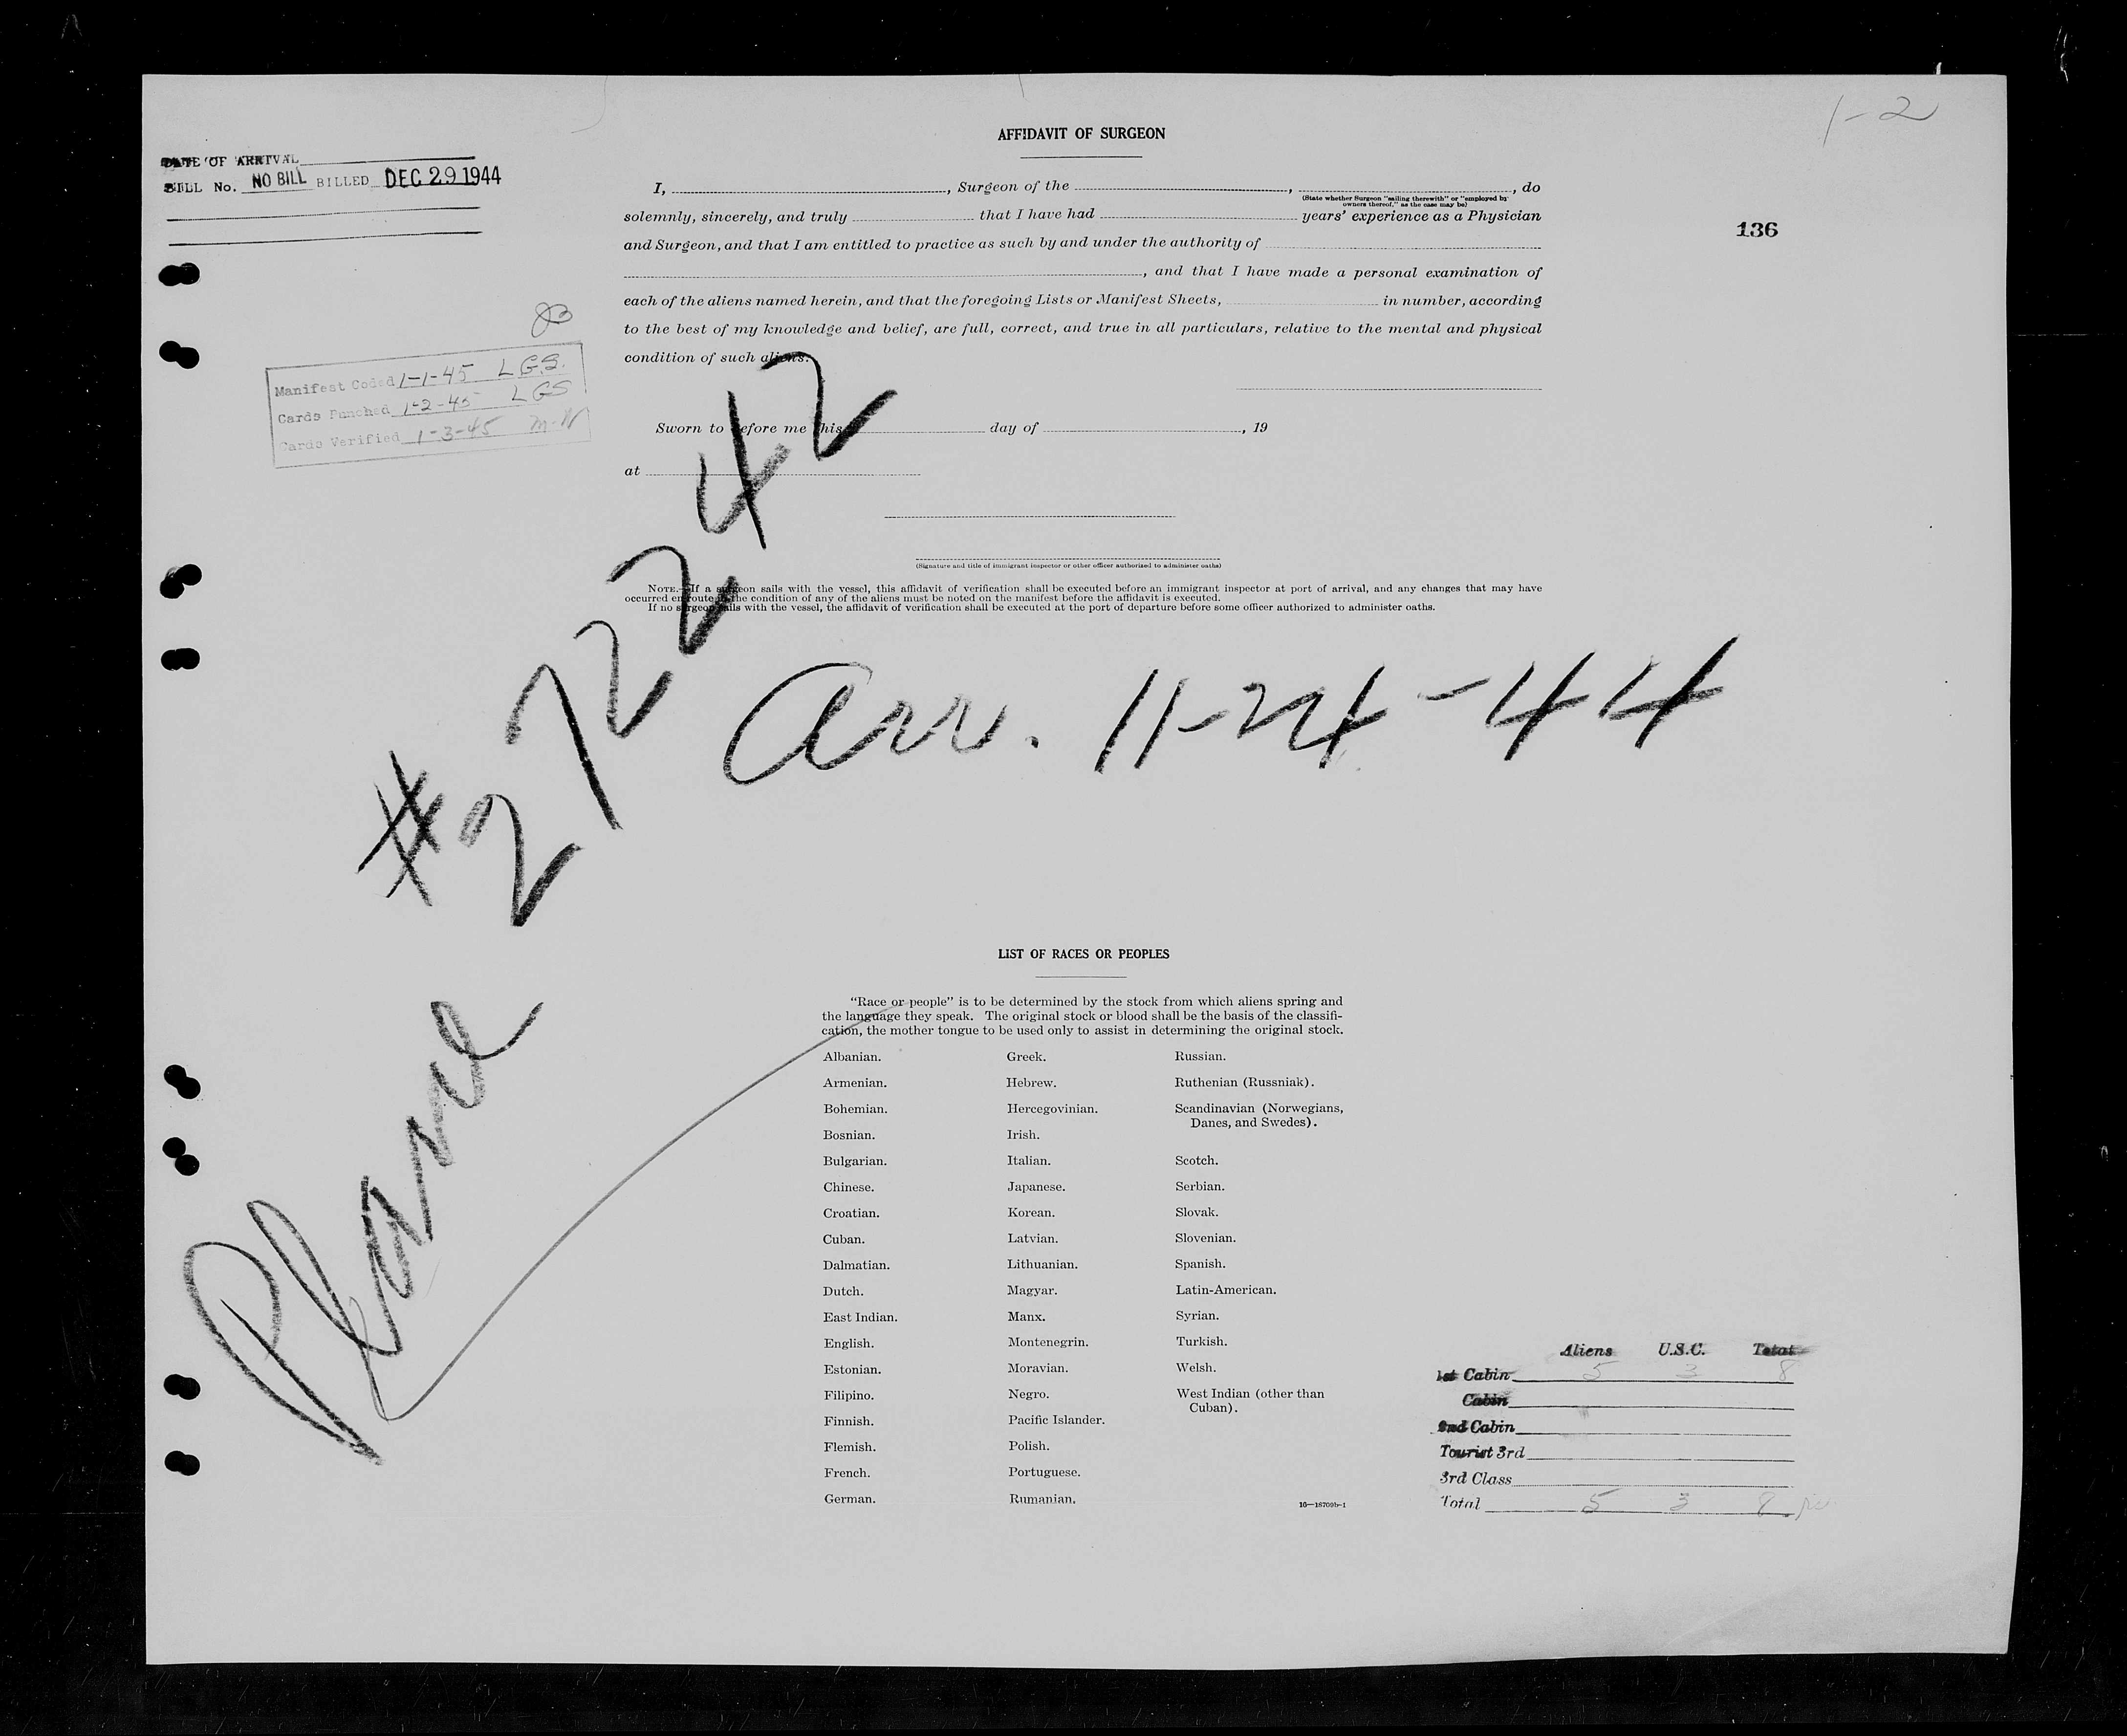 1-2
AFFIDAVIT OF SURGEON
DATE OF ARRIVAL
BILL No. NO BILL BILLED DEC 29 1944
I, , Surgeon of the , , do
(State whether Surgeon "sailing therewith" or "employed by
owners thereof," as the case may be)
solemnly, sincerely, and truly that I have had years' experience as a Physician
136
and Surgeon, and that I am entitled to practice as such by and under the authority of
, and that I have made a personal examination of
each of the aliens named herein, and that the foregoing Lists or Manifest Sheets, in number, according
to the best of my knowledge and belief, are full, correct, and true in all particulars, relative to the mental and physical
condition of such aliens.
Manifest Coded 1-1-45 LGS.
Cards Punched 1-2-45 LGS
Cards Verified 1-3-45 M-W
Sworn to before me this day of , 19
at
(Signature and title of immigrant inspector or other officer authorized to administer oaths)
NOTE.—If a surgeon sails with the vessel, this affidavit of verification shall be executed before an immigrant inspector at port of arrival, and any changes that may have
occurred en route in the condition of any of the aliens must be noted on the manifest before the affidavit is executed.
If no surgeon sails with the vessel, the affidavit of verification shall be executed at the port of departure before some officer authorized to administer oaths.
Plane #272242
Arr. 11-24-44
LIST OF RACES OR PEOPLES
"Race or people" is to be determined by the stock from which aliens spring and
the language they speak. The original stock or blood shall be the basis of the classifi-
cation, the mother tongue to be used only to assist in determining the original stock.
Albanian. Greek. Russian.
Armenian. Hebrew. Ruthenian (Russniak).
Bohemian. Hercegovinian. Scandinavian (Norwegians,
Danes, and Swedes).
Bosnian. Irish.
Bulgarian. Italian. Scotch.
Chinese. Japanese. Serbian.
Croatian. Korean. Slovak.
Cuban. Latvian. Slovenian.
Dalmatian. Lithuanian. Spanish.
Dutch. Magyar. Latin-American.
East Indian. Manx. Syrian.
English. Montenegrin. Turkish.
Estonian. Moravian. Welsh.
Filipino. Negro. West Indian (other than
Cuban).
Finnish. Pacific Islander.
Flemish. Polish.
French. Portuguese.
German. Rumanian.
16—18709b-1
Aliens U.S.C. Total
1st Cabin 5 3 8
Cabin
2nd Cabin
Tourist 3rd
3rd Class
Total 5 3 8